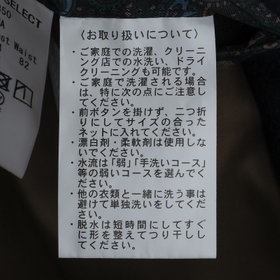 SELECT
50
A
ot Waist
82
〈お取り扱いについて〉
・ご家庭での洗濯、クリーニ
ング店での水洗い、ドライ
クリーニングも可能です。
・ご家庭で洗濯される場合
は、特に次の点にご注意し
てください。
・前ボタンを掛けず、二つ折
りにしてサイズの合った
ネットに入れてください。
・漂白剤・柔軟剤は使用しな
いでください。
・水流は「弱」「手洗いコース」
等の弱いコースを選んでく
ださい。
・他の衣類と一緒に洗う事は
避けて単独洗いをしてくだ
さい。
・脱水は短時間にしてすぐ
に形を整えてつり干しし
てください。